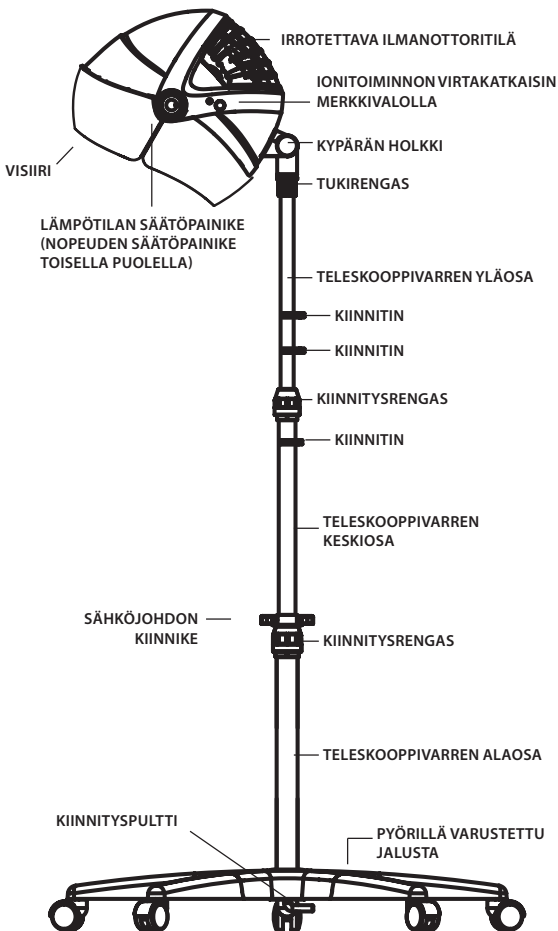 IRROTETTAVA ILMANOTTORITILÄ
IONITOIMINNON VIRTAKATKAISIN
MERKKIVALOLLA
KYPÄRÄN HOLKKI
VISIIRI
TUKIRENGAS
LÄMPÖTILAN SÄÄTÖPAINIKE
(NOPEUDEN SÄÄTÖPAINIKE
TOISELLA PUOLELLA)
TELESKOOPPIVARREN YLÄOSA
KIINNITIN
KIINNITIN
KIINNITYSRENGAS
KIINNITIN
TELESKOOPPIVARREN
KESKIOSA
SÄHKÖJOHDON
KIINNIKE
KIINNITYSRENGAS
TELESKOOPPIVARREN ALAOSA
KIINNITYSPULTTI
PYÖRILLÄ VARUSTETTU
JALUSTA